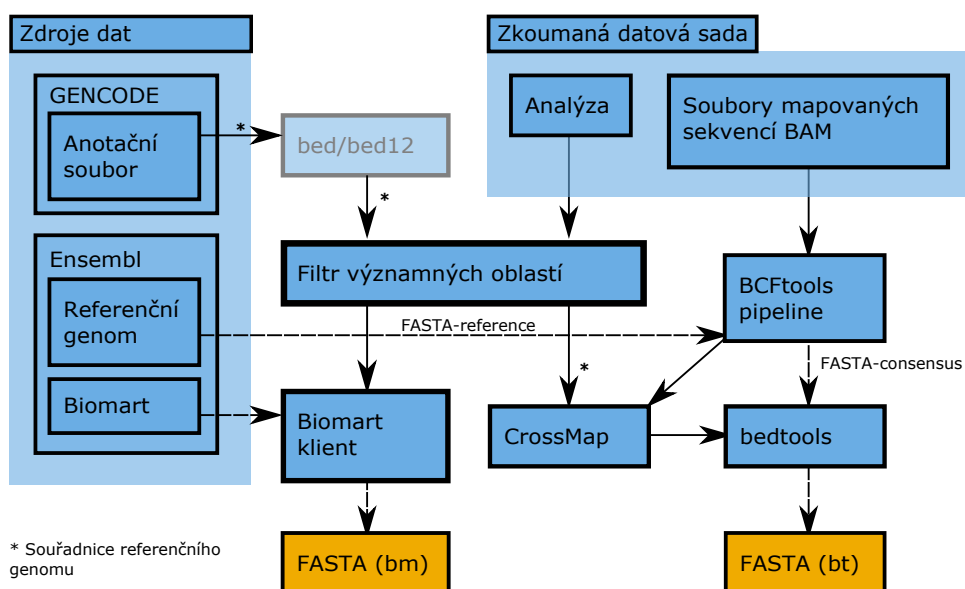 Zdroje dat
Zkoumaná datová sada
GENCODE
Anotační
soubor
*
bed/bed12
*
Analýza
Soubory mapovaných
sekvencí BAM
Ensembl
Referenční
genom
Biomart
Filtr významných oblastí
FASTA-reference
BCFtools
pipeline
FASTA-consensus
*
Biomart
klient
CrossMap
bedtools
* Souřadnice referenčního
genomu
FASTA (bm)
FASTA (bt)